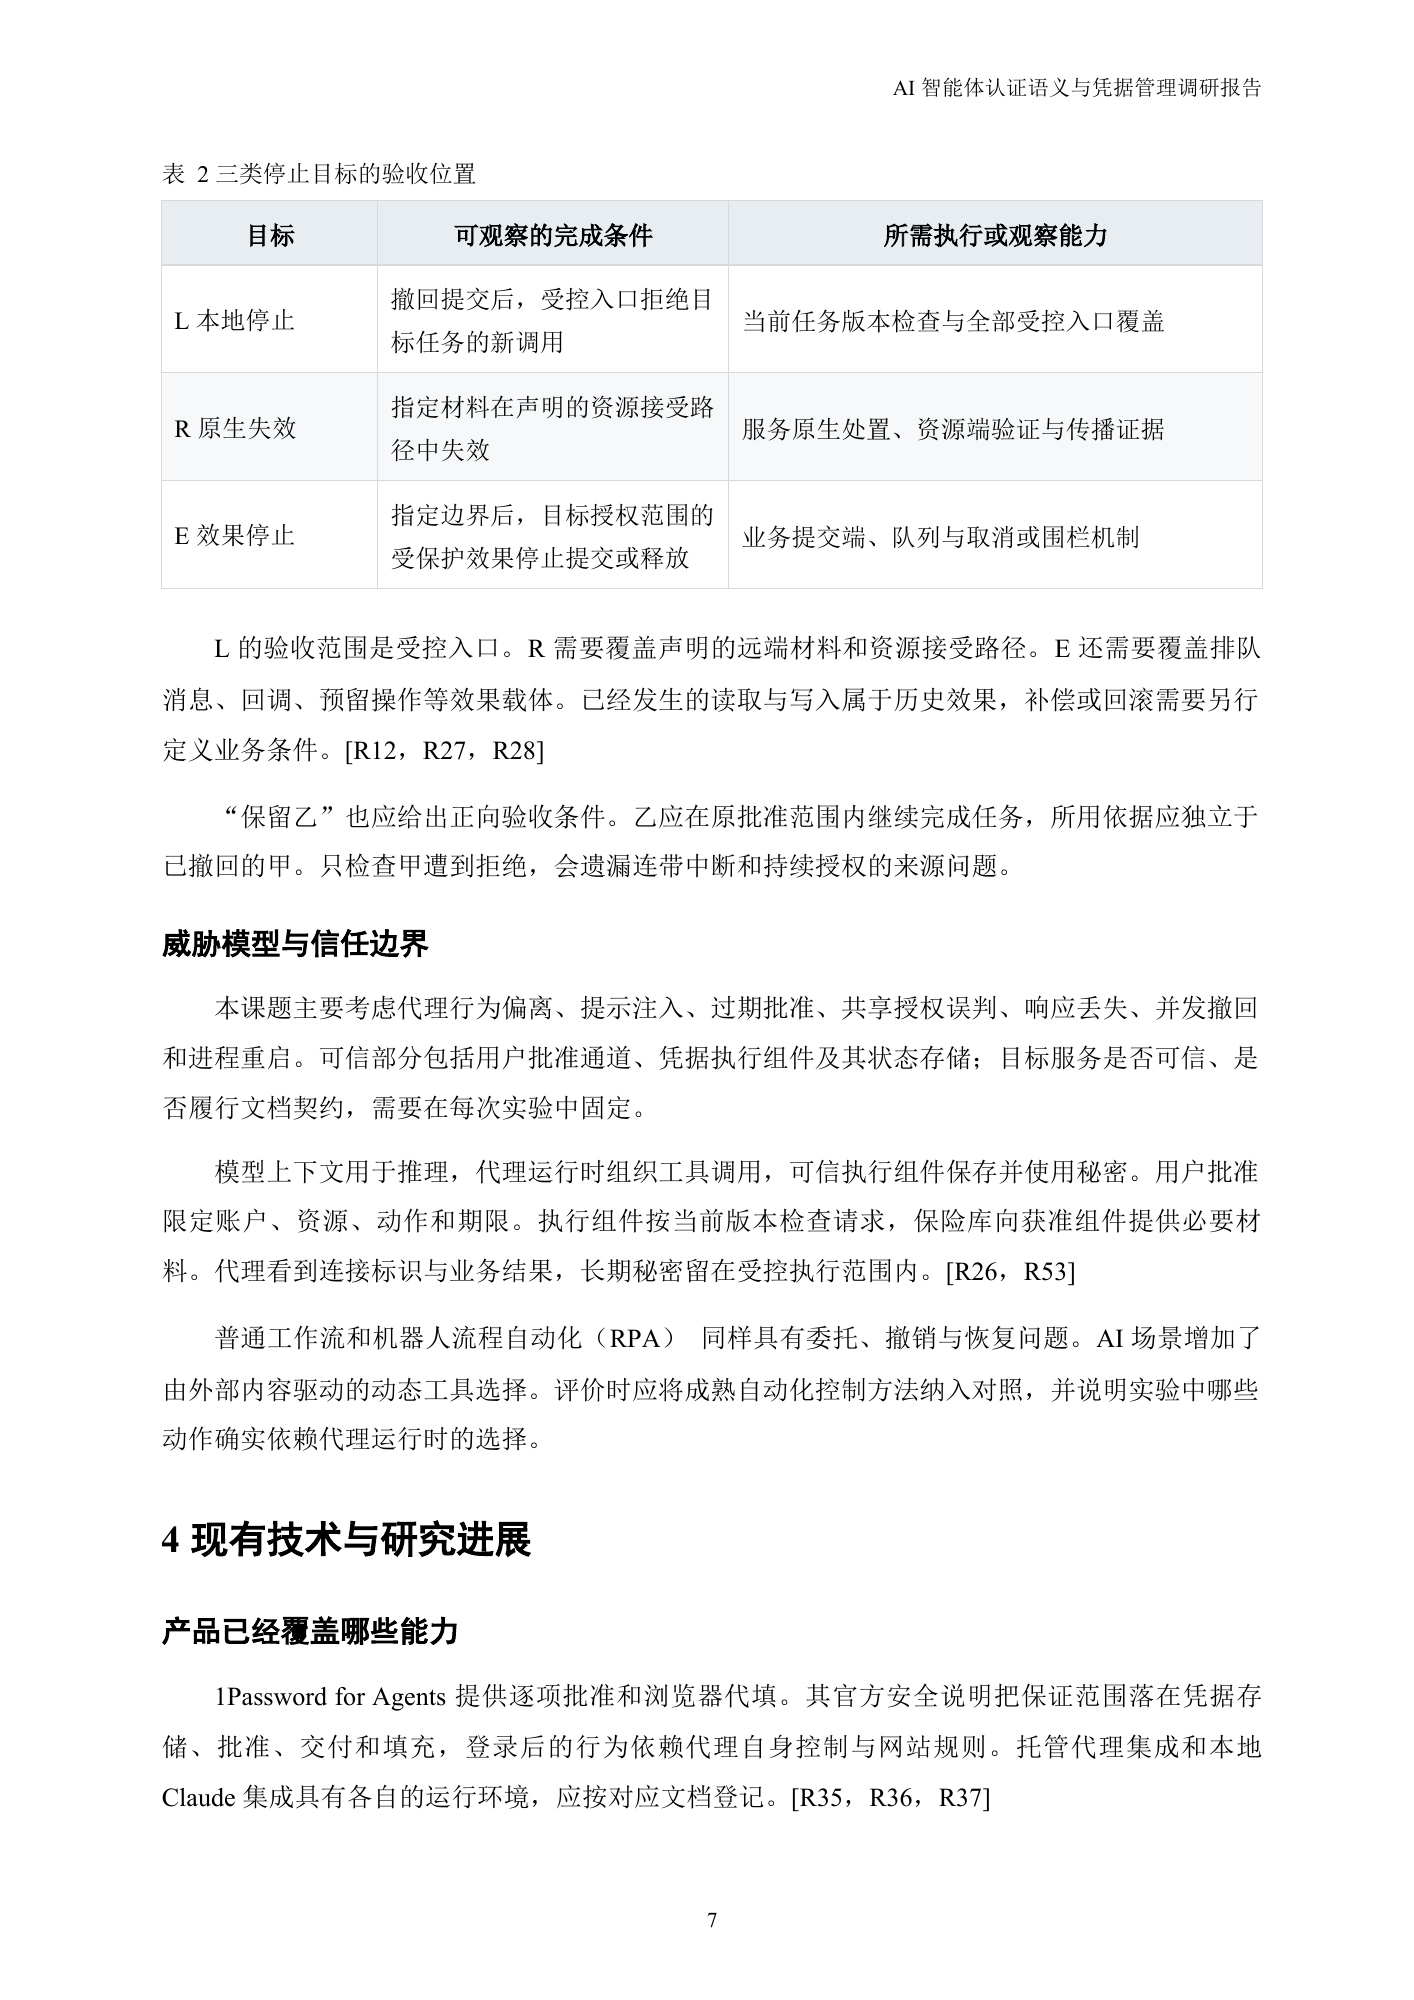 AI 智能体认证语义与凭据管理调研报告
表 2 三类停止目标的验收位置
目标 可观察的完成条件 所需执行或观察能力
L 本地停止
撤回提交后，受控入口拒绝目
标任务的新调用
当前任务版本检查与全部受控入口覆盖
R 原生失效
指定材料在声明的资源接受路
径中失效
服务原生处置、资源端验证与传播证据
E 效果停止
指定边界后，目标授权范围的
受保护效果停止提交或释放
业务提交端、队列与取消或围栏机制
L 的验收范围是受控入口。R 需要覆盖声明的远端材料和资源接受路径。E 还需要覆盖排队
消息、回调、预留操作等效果载体。已经发生的读取与写入属于历史效果，补偿或回滚需要另行
定义业务条件。[R12，R27，R28]
“保留乙”也应给出正向验收条件。乙应在原批准范围内继续完成任务，所用依据应独立于
已撤回的甲。只检查甲遭到拒绝，会遗漏连带中断和持续授权的来源问题。
威胁模型与信任边界
本课题主要考虑代理行为偏离、提示注入、过期批准、共享授权误判、响应丢失、并发撤回
和进程重启。可信部分包括用户批准通道、凭据执行组件及其状态存储；目标服务是否可信、是
否履行文档契约，需要在每次实验中固定。
模型上下文用于推理，代理运行时组织工具调用，可信执行组件保存并使用秘密。用户批准
限定账户、资源、动作和期限。执行组件按当前版本检查请求，保险库向获准组件提供必要材
料。代理看到连接标识与业务结果，长期秘密留在受控执行范围内。[R26，R53]
普通工作流和机器人流程自动化（RPA） 同样具有委托、撤销与恢复问题。AI 场景增加了
由外部内容驱动的动态工具选择。评价时应将成熟自动化控制方法纳入对照，并说明实验中哪些
动作确实依赖代理运行时的选择。
4 现有技术与研究进展
产品已经覆盖哪些能力
1Password for Agents 提供逐项批准和浏览器代填。其官方安全说明把保证范围落在凭据存
储、批准、交付和填充，登录后的行为依赖代理自身控制与网站规则。托管代理集成和本地
Claude 集成具有各自的运行环境，应按对应文档登记。[R35，R36，R37]
7